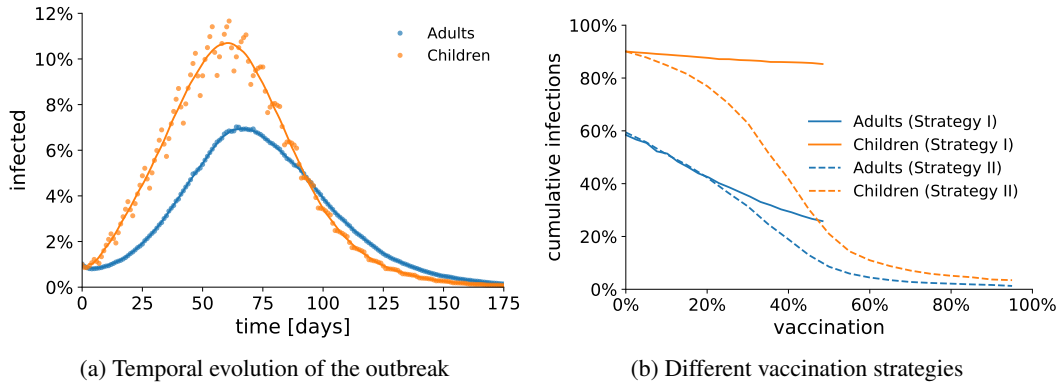 12%
10%
8%
6%
4%
2%
0%
infected
0
25
50
75
100
125
150
175
time [days]
Adults
Children
(a) Temporal evolution of the outbreak
100%
80%
60%
40%
20%
0%
cumulative infections
0%
20%
40%
60%
80%
100%
vaccination
Adults (Strategy I)
Children (Strategy I)
Adults (Strategy II)
Children (Strategy II)
(b) Different vaccination strategies